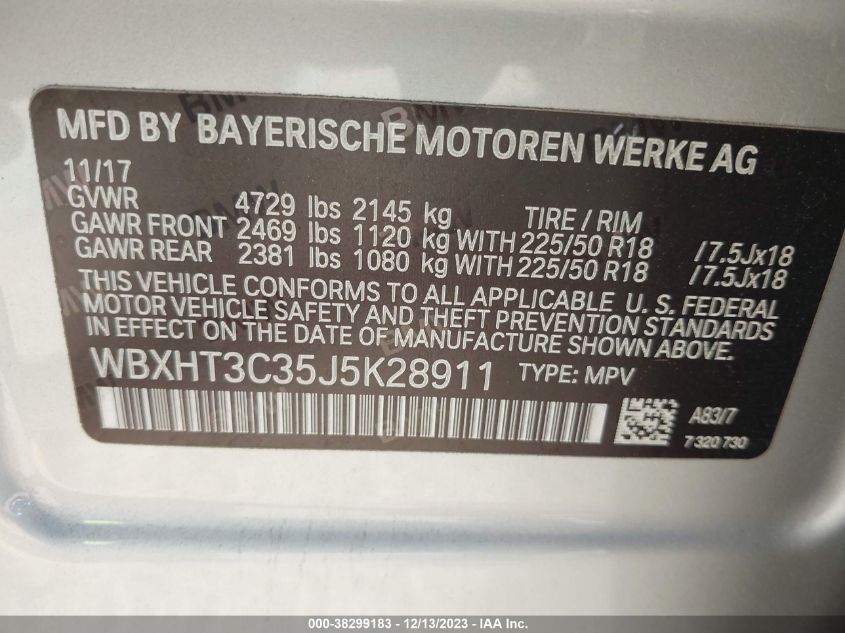 MFD BY BAYERISCHE MOTOREN WERKE AG
11/17
GVWR 4729 lbs 2145 kg TIRE / RIM
GAWR FRONT 2469 lbs 1120 kg WITH 225/50 R18 /7.5Jx18
GAWR REAR 2381 lbs 1080 kg WITH 225/50 R18 /7.5Jx18
THIS VEHICLE CONFORMS TO ALL APPLICABLE U. S. FEDERAL
MOTOR VEHICLE SAFETY AND THEFT PREVENTION STANDARDS
IN EFFECT ON THE DATE OF MANUFACTURE SHOWN ABOVE.
WBXHT3C35J5K28911 TYPE: MPV
A83/7
7 320 730
000-38299183 - 12/13/2023 - IAA Inc.